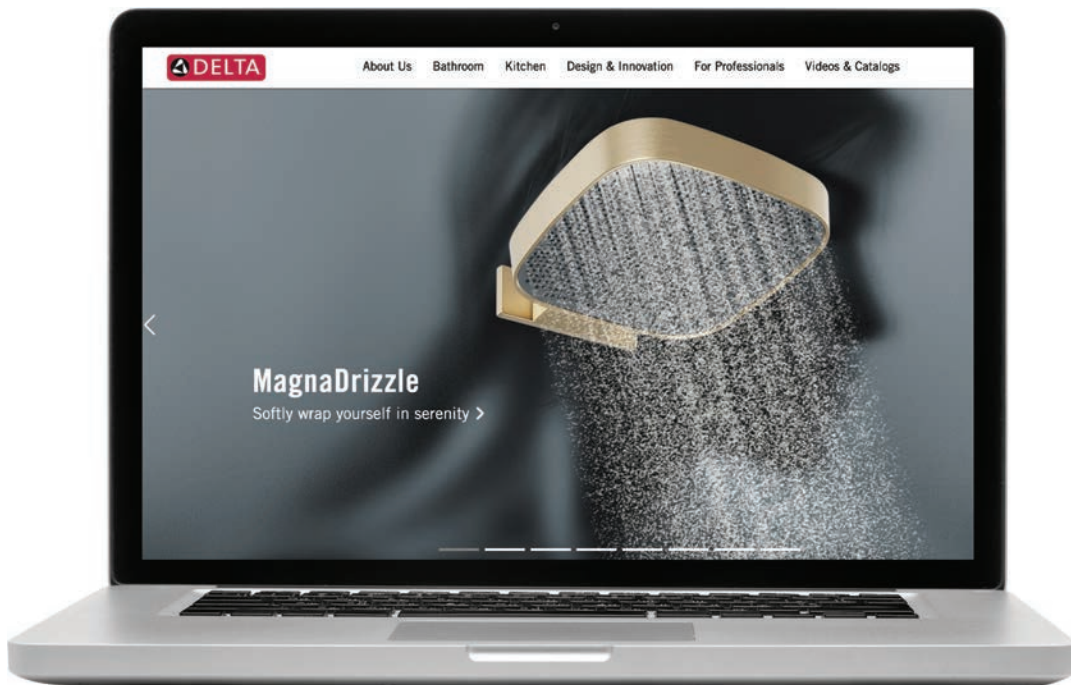 DELTA
About Us Bathroom Kitchen Design & Innovation For Professionals Videos & Catalogs
MagnaDrizzle
Softly wrap yourself in serenity >